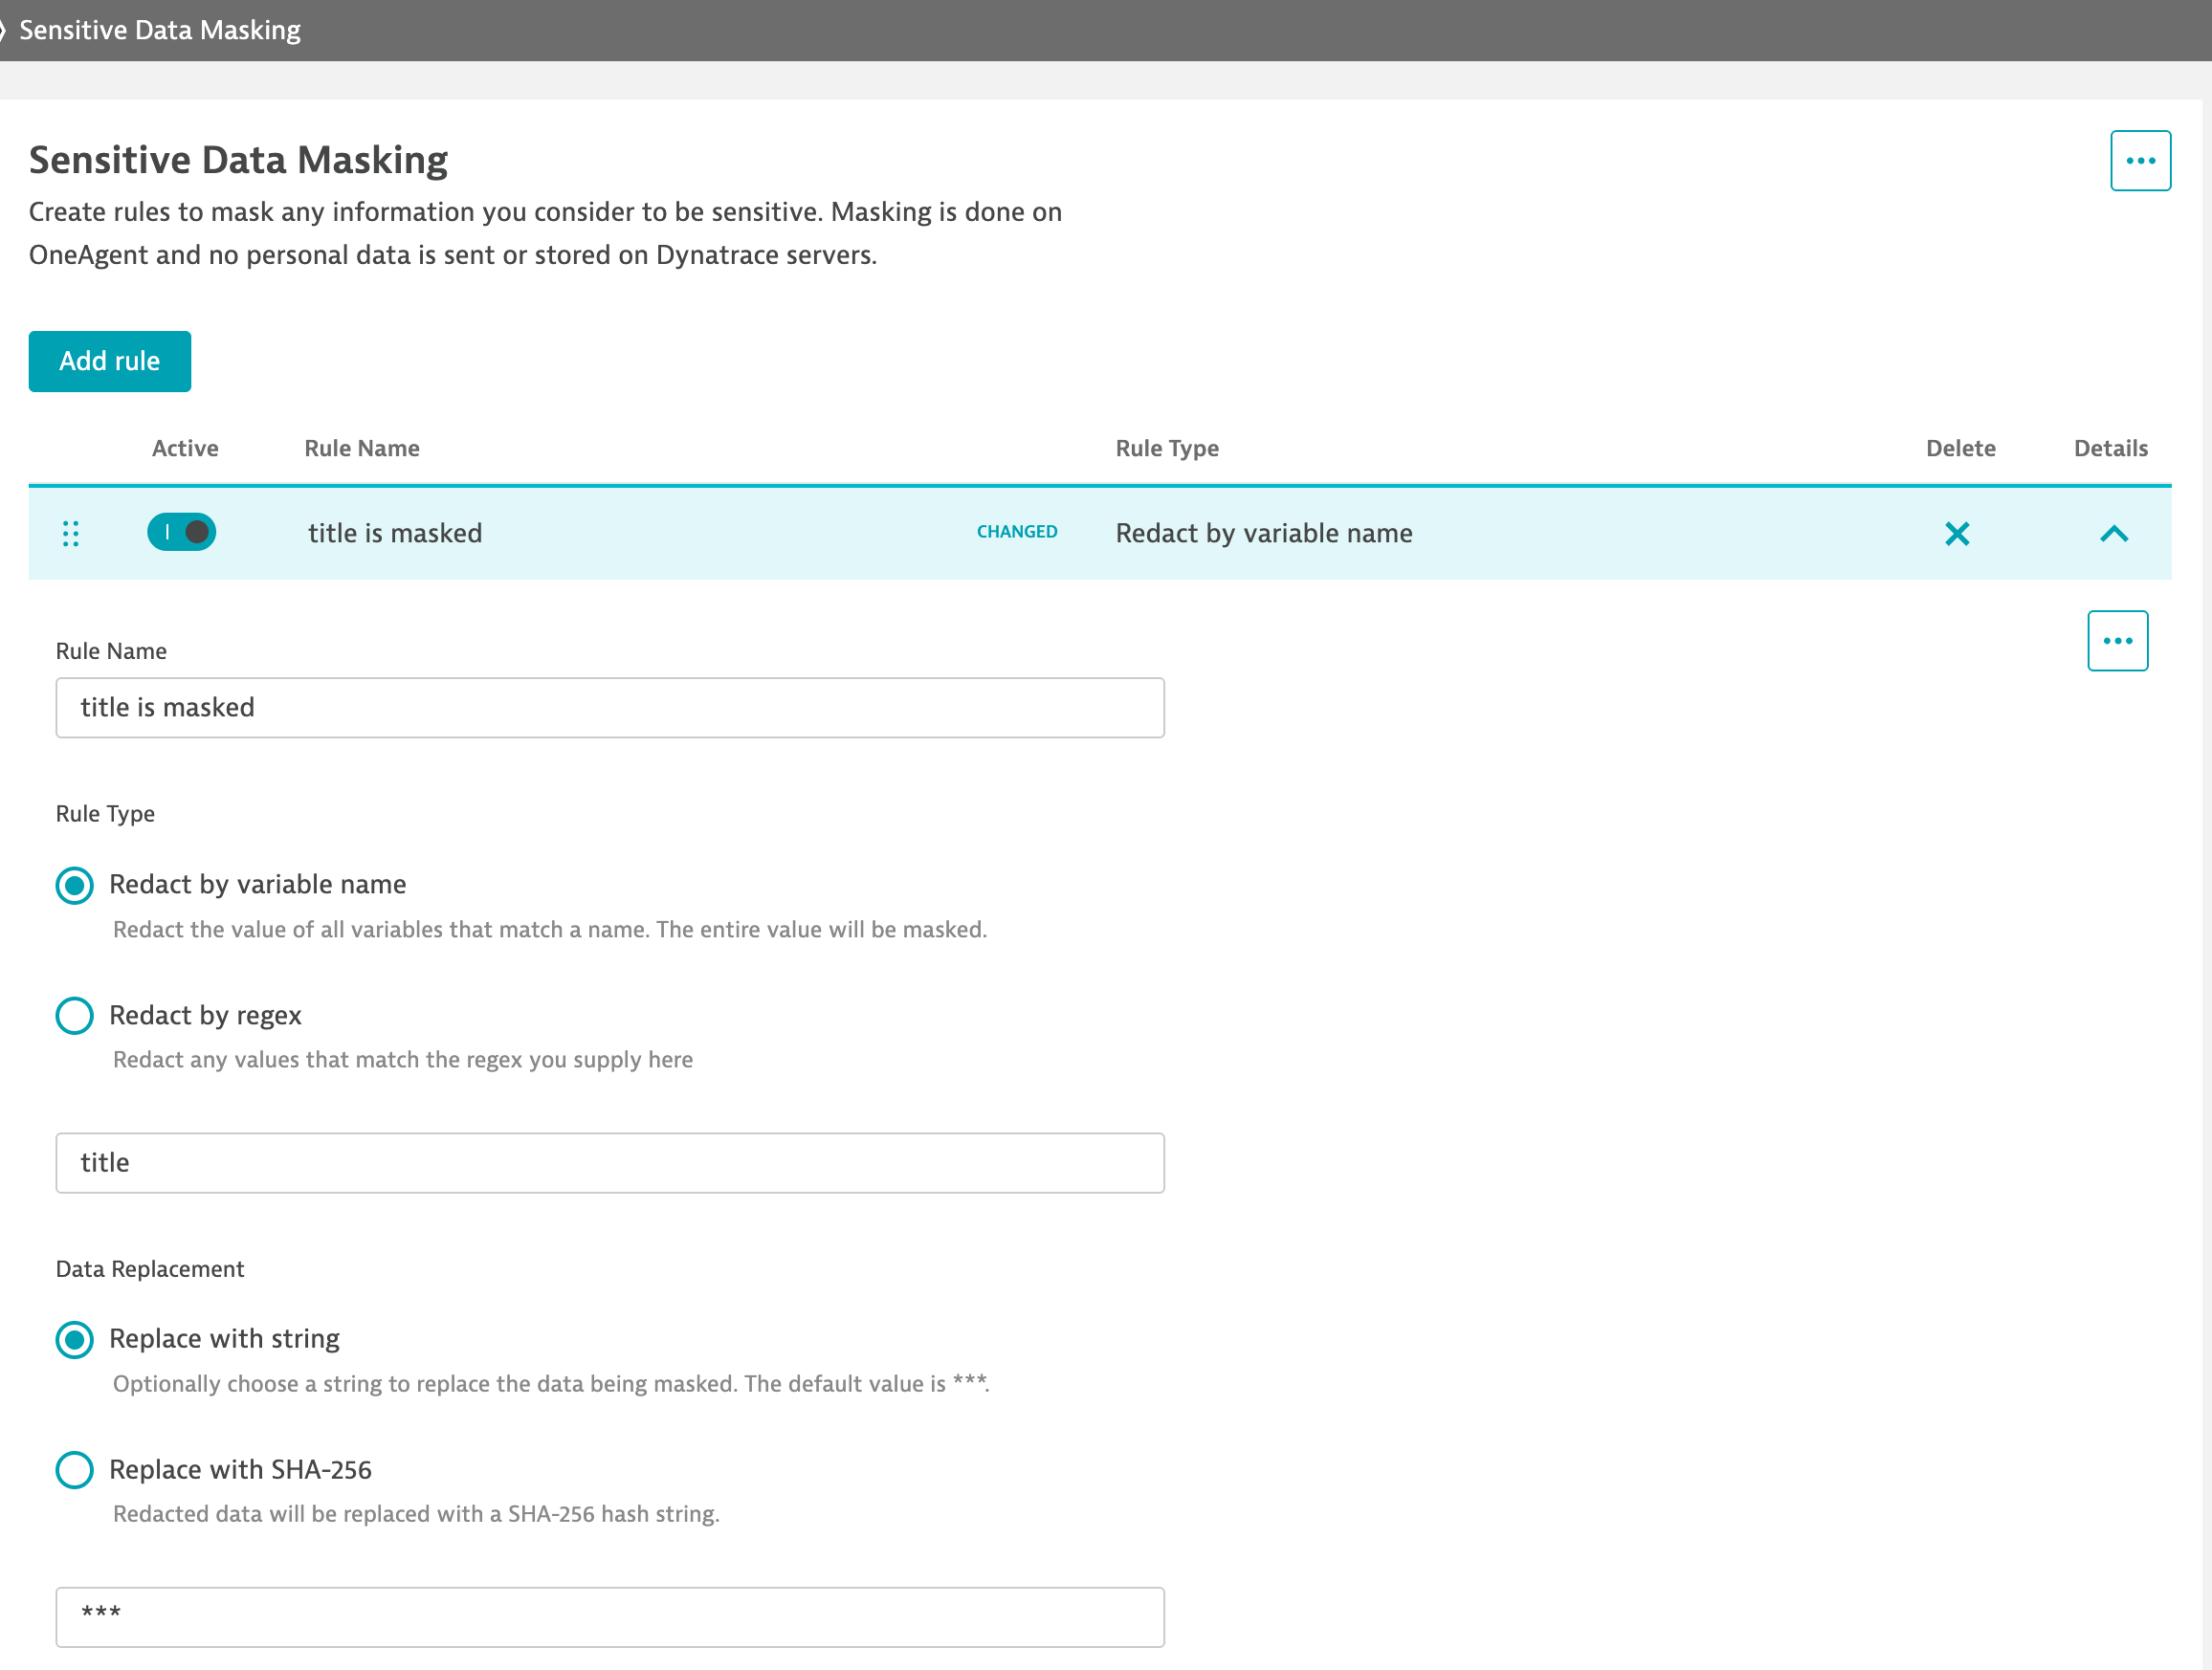 Sensitive Data Masking
Sensitive Data Masking
Create rules to mask any information you consider to be sensitive. Masking is done on
OneAgent and no personal data is sent or stored on Dynatrace servers.
Add rule
Active Rule Name Rule Type Delete Details
title is masked CHANGED Redact by variable name
Rule Name
title is masked
Rule Type
Redact by variable name
Redact the value of all variables that match a name. The entire value will be masked.
Redact by regex
Redact any values that match the regex you supply here
title
Data Replacement
Replace with string
Optionally choose a string to replace the data being masked. The default value is ***.
Replace with SHA-256
Redacted data will be replaced with a SHA-256 hash string.
***